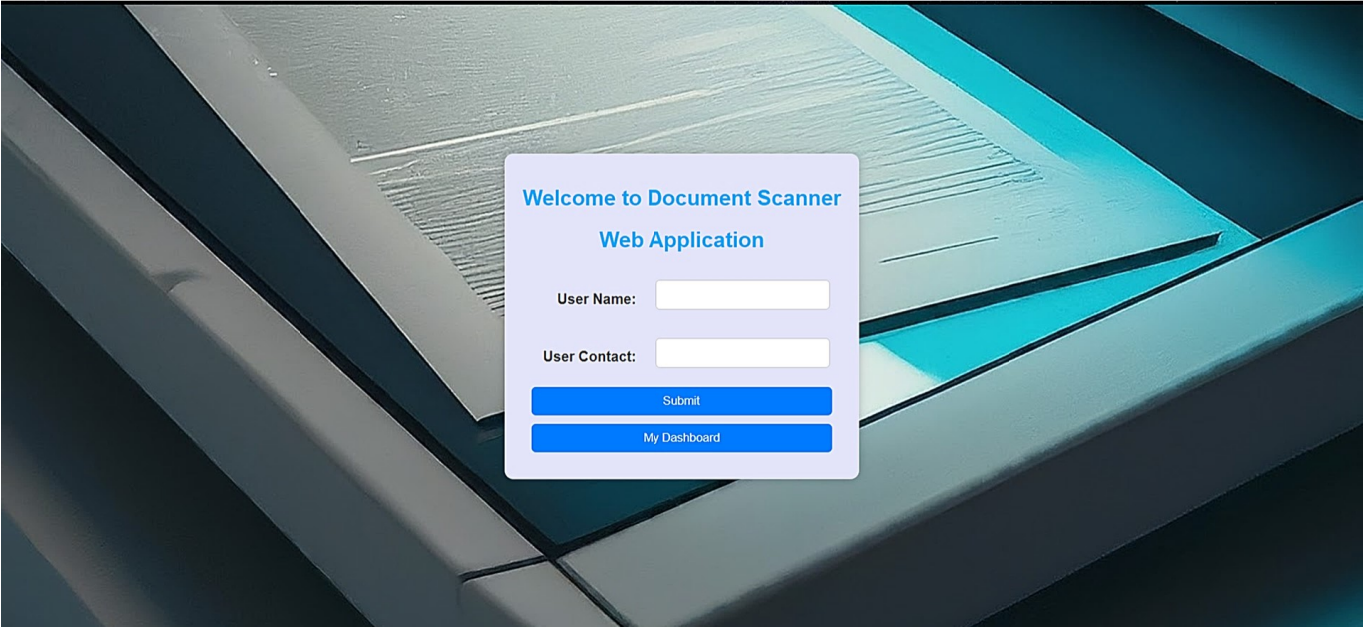 Welcome to Document Scanner
Web Application
User Name:
User Contact:
Submit
My Dashboard